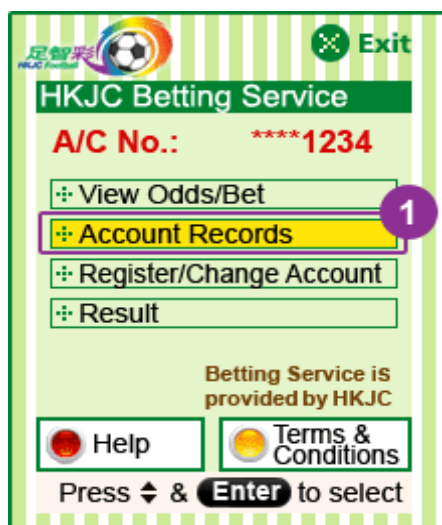 足智彩
HKJC Football
Exit
HKJC Betting Service
A/C No.: ****1234
View Odds/Bet
1
Account Records
Register/Change Account
Result
Betting Service is
provided by HKJC
Help
Terms &
Conditions
Press & Enter to select